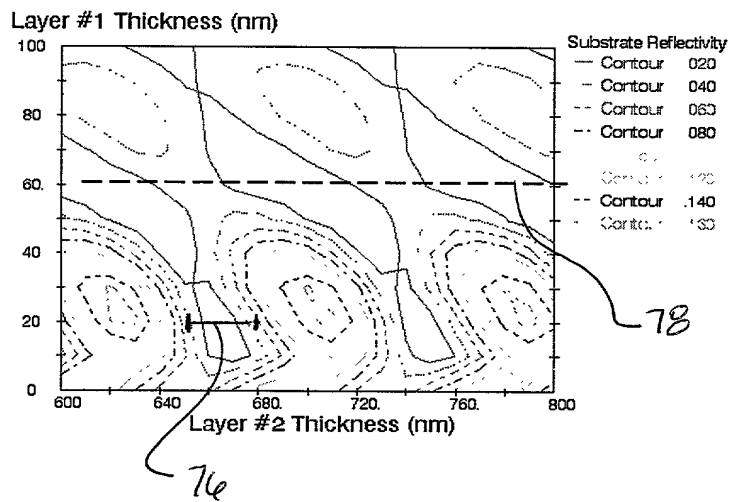 Layer #1 Thickness (nm)
100
80
60.
40
20
0
600
640
680.
720.
760.
800
Layer #2 Thickness (nm)
Substrate Reflectivity
Contour 020
Contour 040
Contour 060
Contour 080
Contour .140
78
76